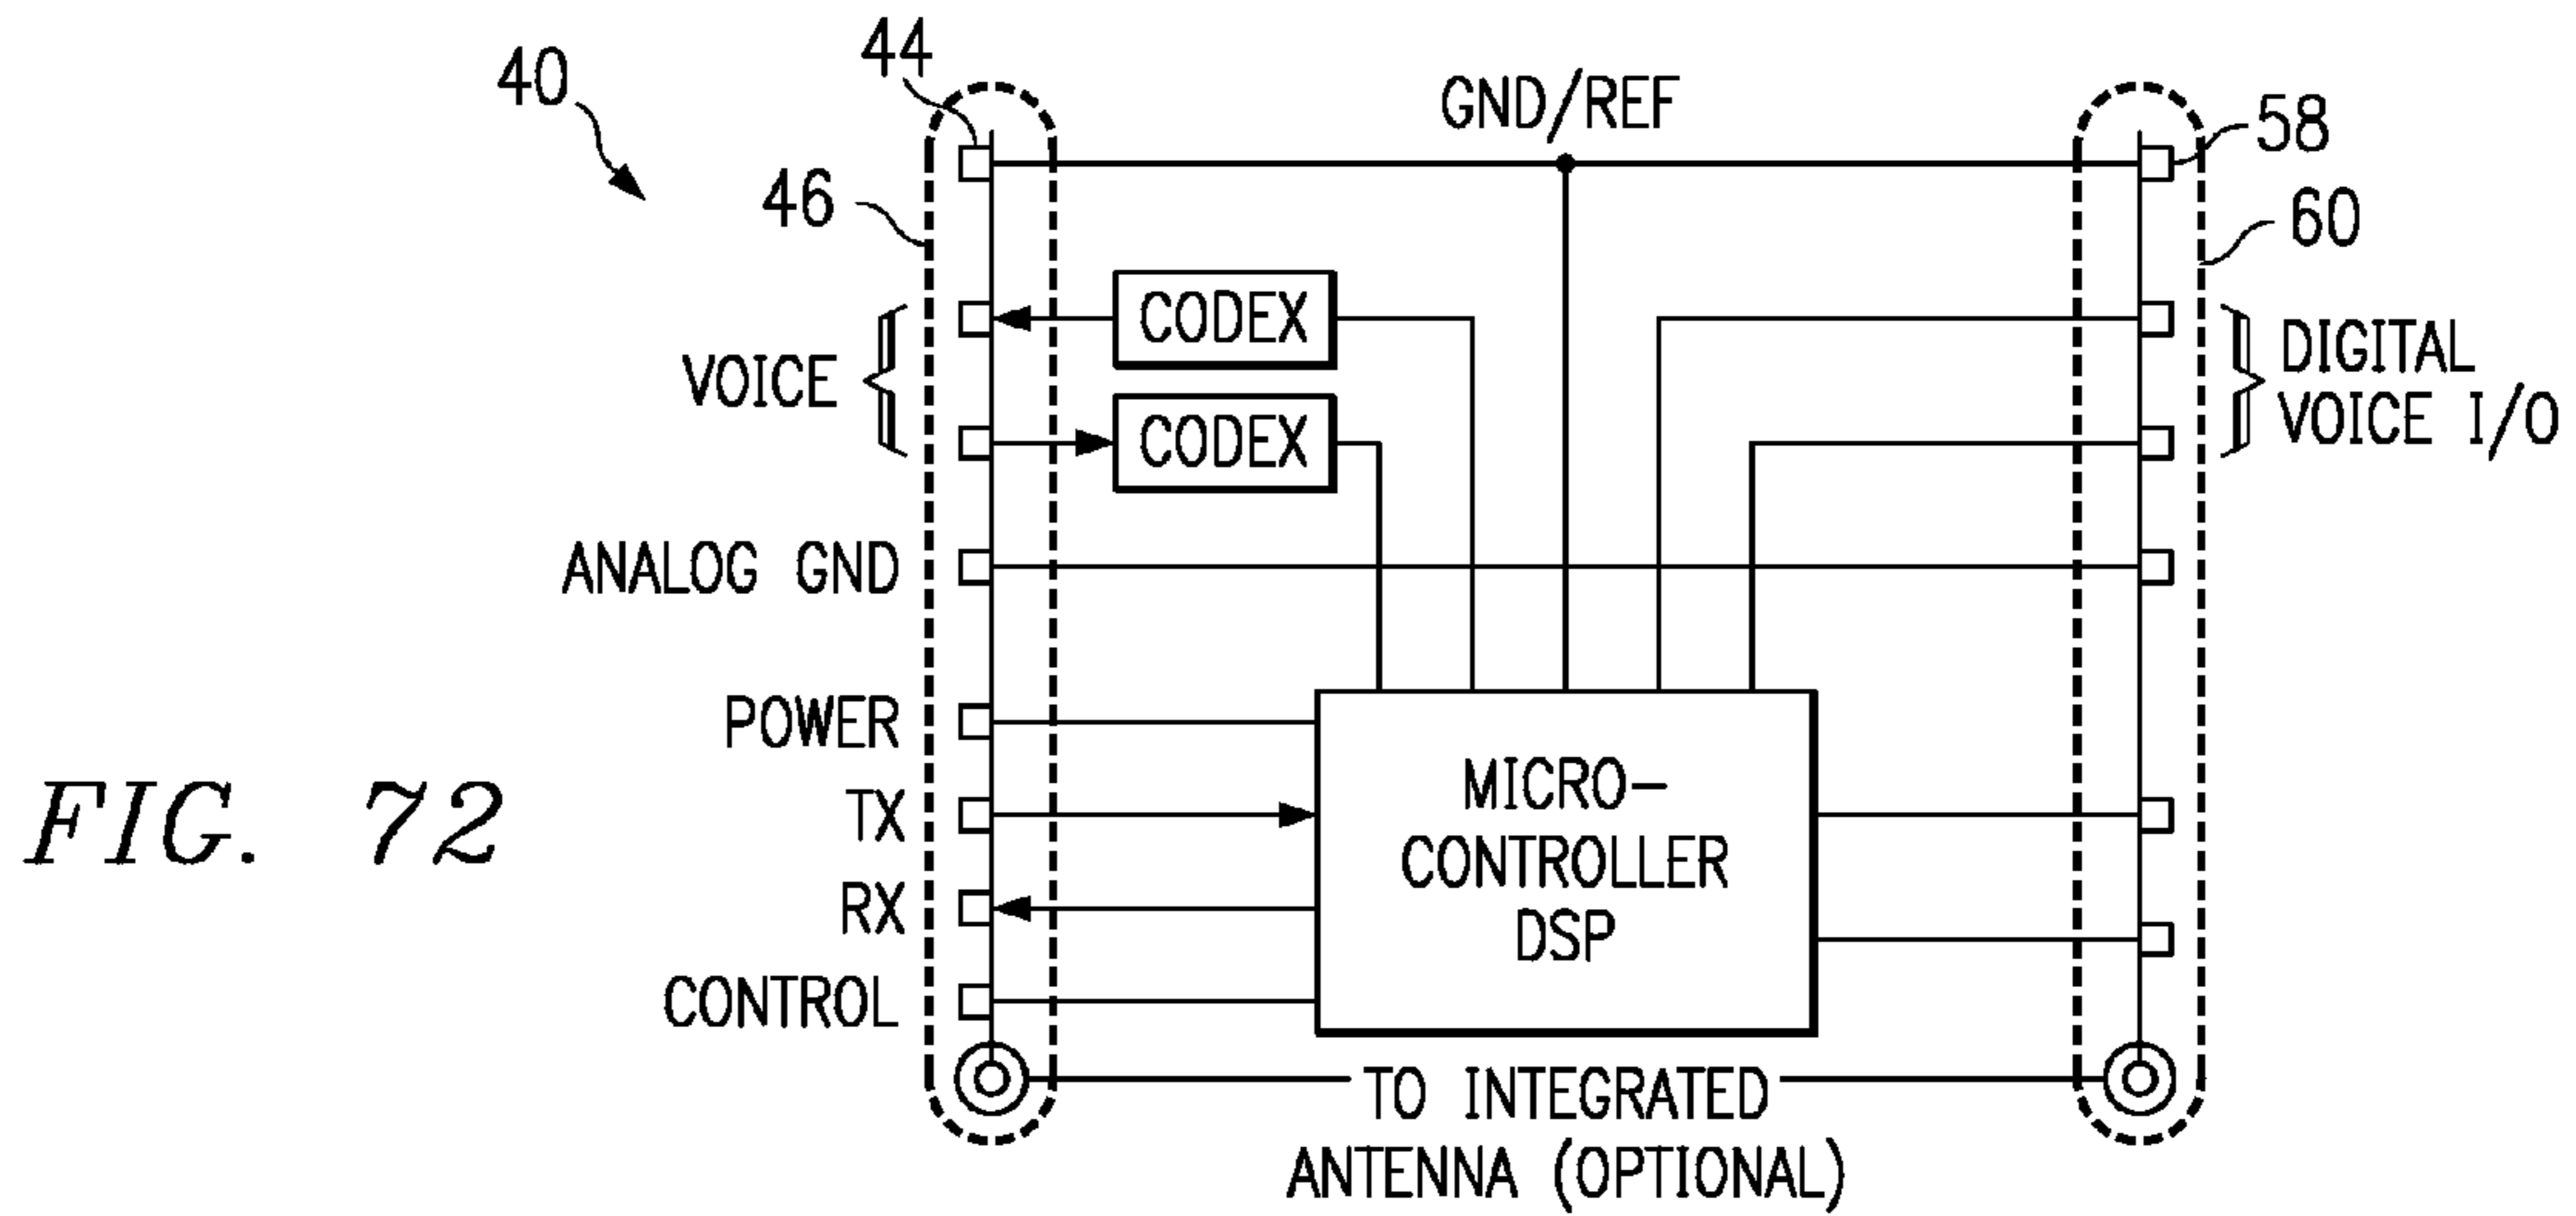 40
44
GND/REF
58
46
60
CODEX
VOICE
CODEX
DIGITAL
VOICE I/O
ANALOG GND
POWER
TX
RX
CONTROL
MICRO-
CONTROLLER
DSP
FIG. 72
TO INTEGRATED
ANTENNA (OPTIONAL)